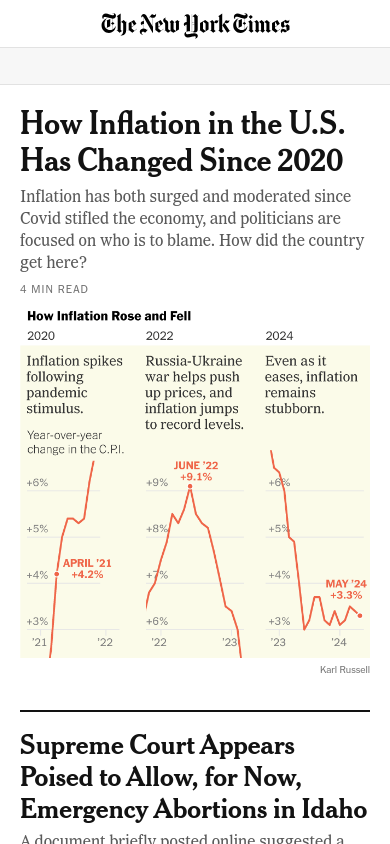 The New York Times
How Inflation in the U.S.
Has Changed Since 2020
Inflation has both surged and moderated since
Covid stifled the economy, and politicians are
focused on who is to blame. How did the country
get here?
4 MIN READ
How Inflation Rose and Fell
2020
Inflation spikes
following
pandemic
stimulus.
Year-over-year
change in the C.P.I.
+6%
+5%
APRIL ’21
+4.2%
+4%
+3%
’21
’22
2022
Russia-Ukraine
war helps push
up prices, and
inflation jumps
to record levels.
JUNE ’22
+9.1%
+9%
+8%
+7%
+6%
’22
’23
2024
Even as it
eases, inflation
remains
stubborn.
+6%
+5%
+4%
MAY ’24
+3.3%
+3%
’23
’24
Karl Russell
Supreme Court Appears
Poised to Allow, for Now,
Emergency Abortions in Idaho
A document briefly posted online suggested a